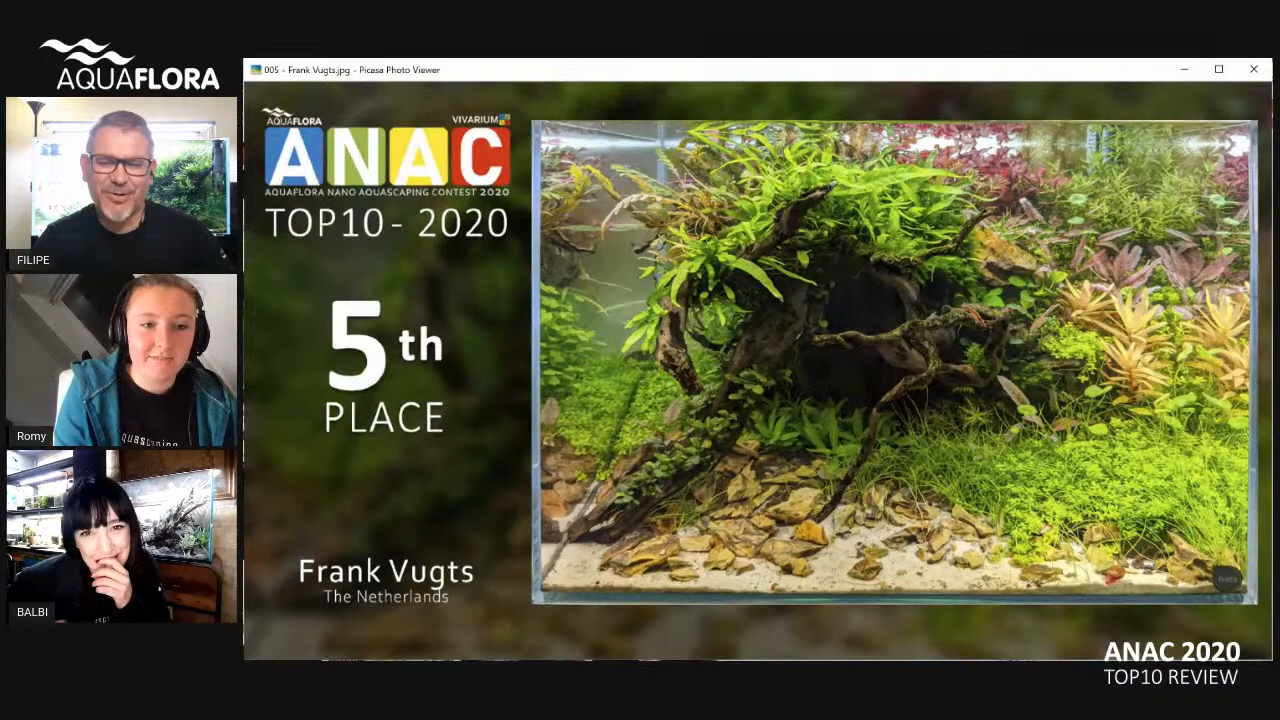 AQUAFLORA
FILIPE
Romy
BALBI
005 - Frank Vugts.jpg - Picasa Photo Viewer
AQUAFLORA
VIVARIUM
ANAC
AQUAFLORA NANO AQUASCAPING CONTEST 2020
TOP10 - 2020
5th
PLACE
Frank Vugts
The Netherlands
ANAC 2020
TOP10 REVIEW